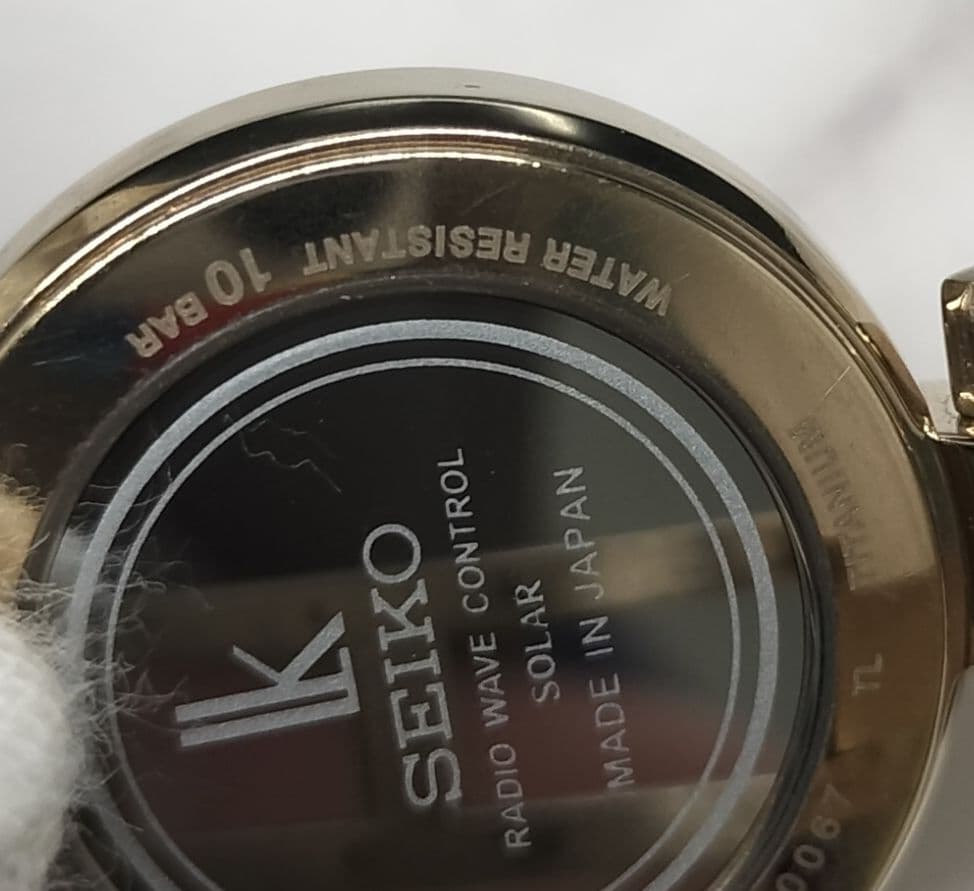 LK
SEIKO
RADIO WAVE CONTROL
SOLAR
MADE IN JAPAN
WATER RESISTANT 10 BAR
TITANIUM
TL